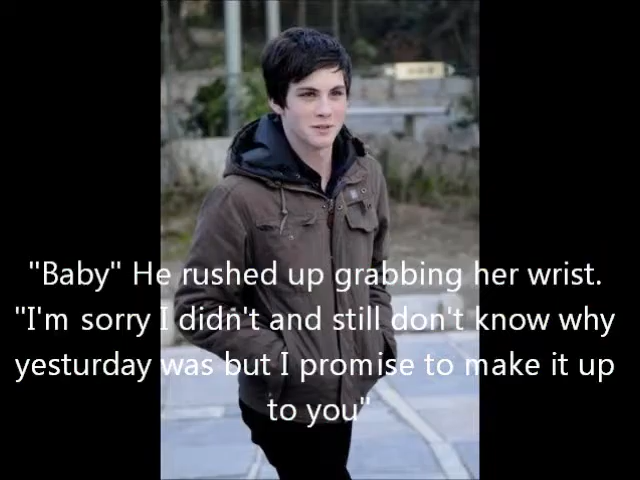 "Baby" He rushed up grabbing her wrist.
"I'm sorry I didn't and still don't know why
yesturday was but I promise to make it up
to you"